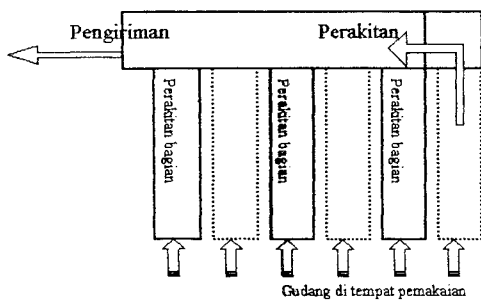 Pengiriman
Perakitan
Perakitan bagian
Perakitan bagian
Perakitan bagian
Gudang di tempat pemakaian